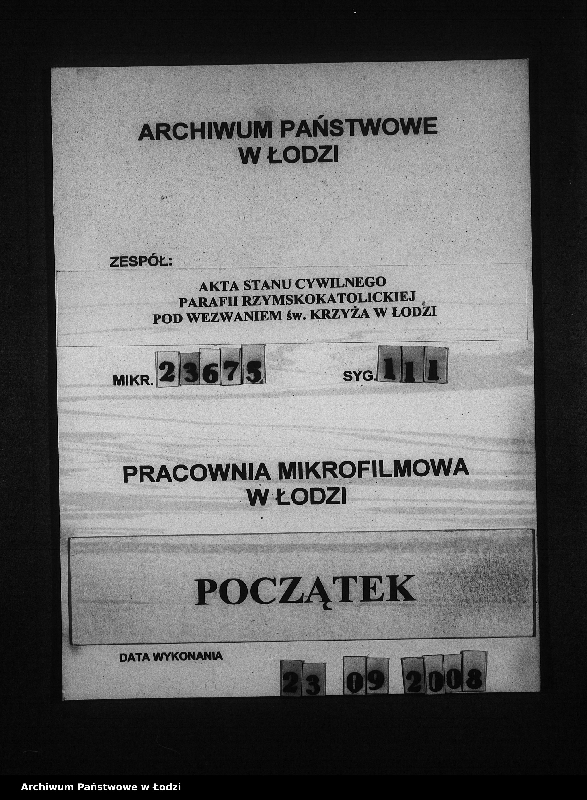 ARCHIWUM PAŃSTWOWE
W ŁODZI
ZESPÓŁ:
AKTA STANU CYWILNEGO
PARAFII RZYMSKOKATOLICKIEJ
POD WEZWANIEM św. KRZYŻA W ŁODZI
MIKR. 23675 SYG. 111
PRACOWNIA MIKROFILMOWA
W ŁODZI
POCZĄTEK
DATA WYKONANIA
23 09 2008
Archiwum Państwowe w Łodzi